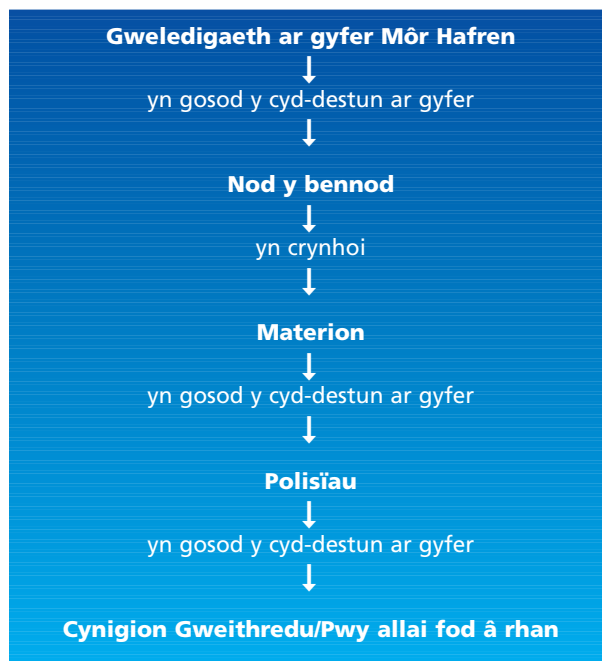 Gweledigaeth ar gyfer Môr Hafren
yn gosod y cyd-destun ar gyfer
Nod y bennod
yn crynhoi
Materion
yn gosod y cyd-destun ar gyfer
Polisïau
yn gosod y cyd-destun ar gyfer
Cynigion Gweithredu/Pwy allai fod â rhan